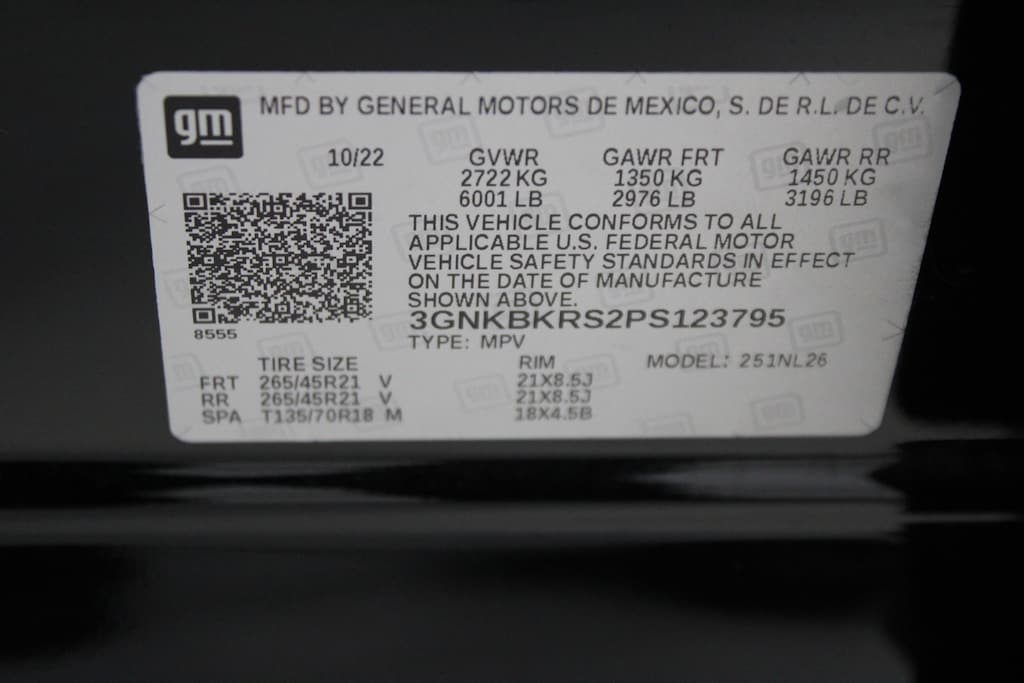 gm MFD BY GENERAL MOTORS DE MEXICO, S. DE R.L. DE C.V.
10/22 GVWR GAWR FRT GAWR RR
2722 KG 1350 KG 1450 KG
6001 LB 2976 LB 3196 LB
THIS VEHICLE CONFORMS TO ALL
APPLICABLE U.S. FEDERAL MOTOR
VEHICLE SAFETY STANDARDS IN EFFECT
ON THE DATE OF MANUFACTURE
SHOWN ABOVE.
3GNKBKRS2PS123795
8555
TYPE: MPV
TIRE SIZE RIM MODEL: 251NL26
FRT 265/45R21 V 21X8.5J
RR 265/45R21 V 21X8.5J
SPA T135/70R18 M 18X4.5B